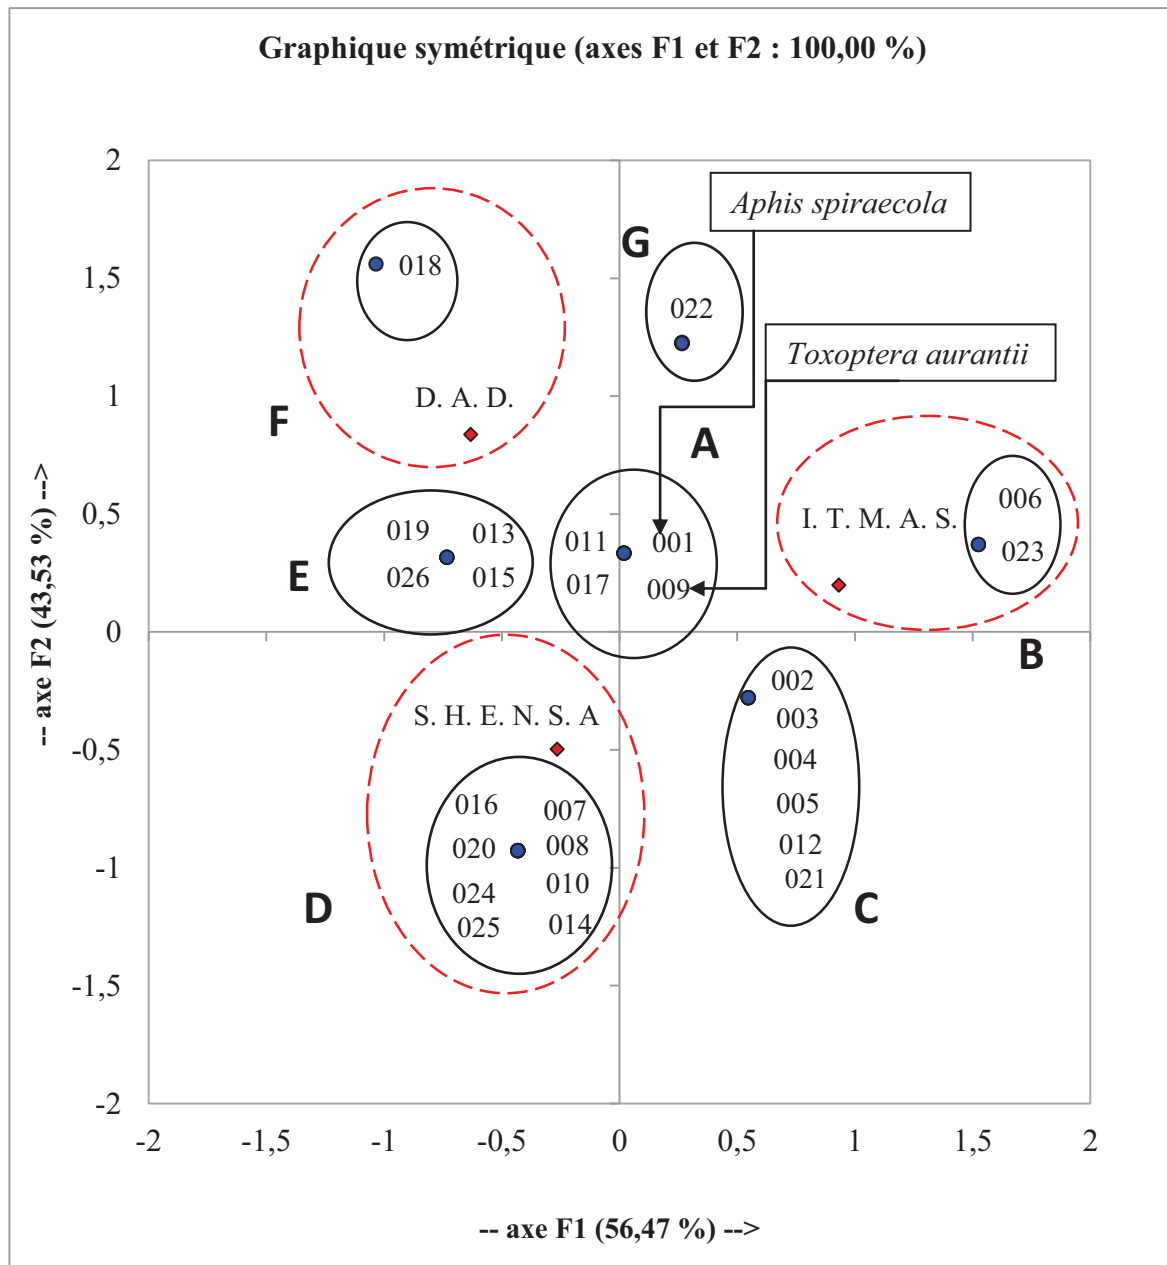 Graphique symétrique (axes F1 et F2 : 100,00 %)
2
Aphis spiraecola
G
018
1,5
022
Toxoptera aurantii
1
D. A. D.
F
A
006
0,5
I. T. M. A. S.
019 013
011 001
023
E
026 015
017 009
0
B
002
S. H. E. N. S. A
003
-0,5
004
016 007
005
020 008
012
-1
024 010
021
D
025 014
C
-1,5
-2
-2 -1,5 -1 -0,5 0 0,5 1 1,5 2
-- axe F2 (43,53 %) -->
-- axe F1 (56,47 %) -->